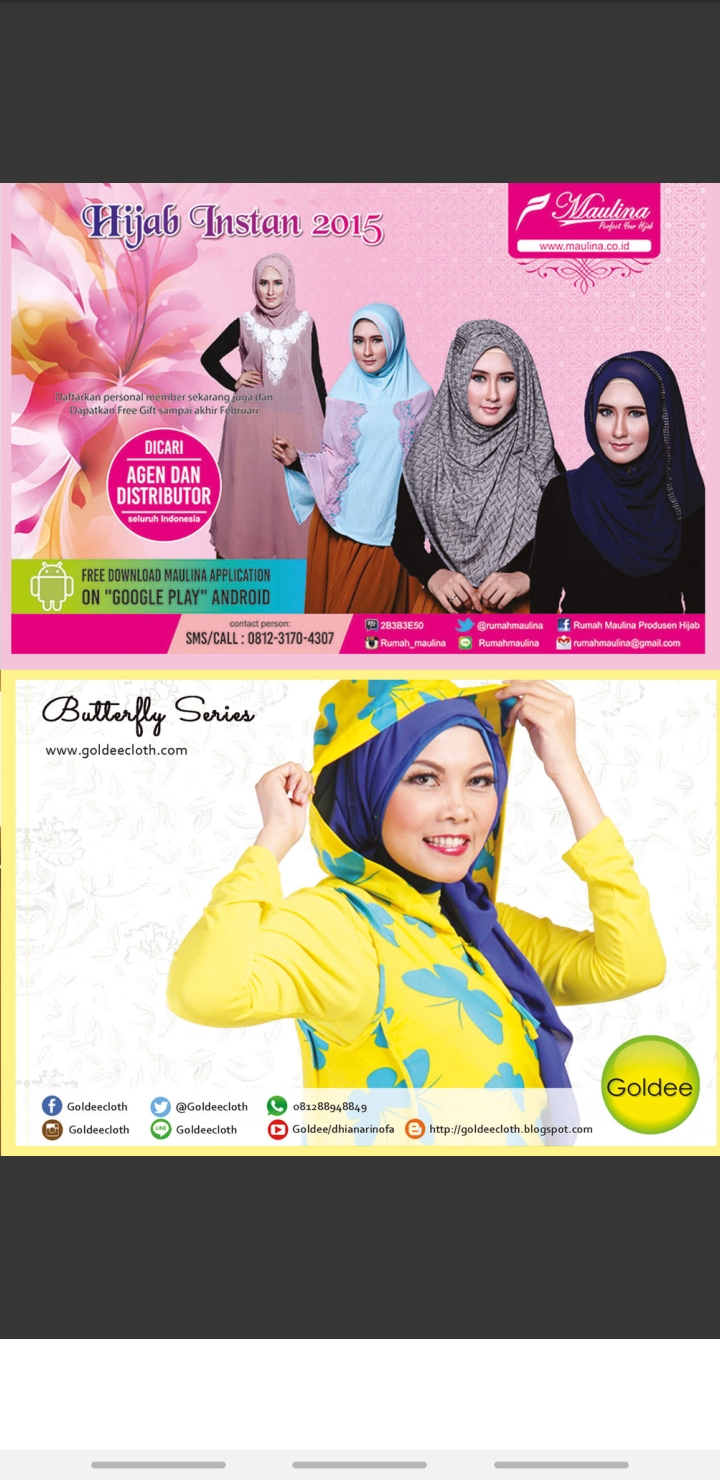 Hijab Instan 2015
Maulina
Perfect Your Hijab
www.maulina.co.id
Daftarkan personal member sekarang juga dan
Dapatkan Free Gift sampai akhir Februari
DICARI
AGEN DAN
DISTRIBUTOR
seluruh Indonesia
FREE DOWNLOAD MAULINA APPLICATION
ON "GOOGLE PLAY" ANDROID
contact person:
SMS/CALL : 0812-3170-4307
2B3B3E50 @rumahmaulina Rumah Maulina Produsen Hijab
Rumah_maulina Rumahmaulina rumahmaulina@gmail.com
Butterfly Series
www.goldeecloth.com
Goldee
Goldeecloth @Goldeecloth 081288948849
Goldeecloth LINE Goldeecloth Goldee/dhianarinofa http://goldeecloth.blogspot.com